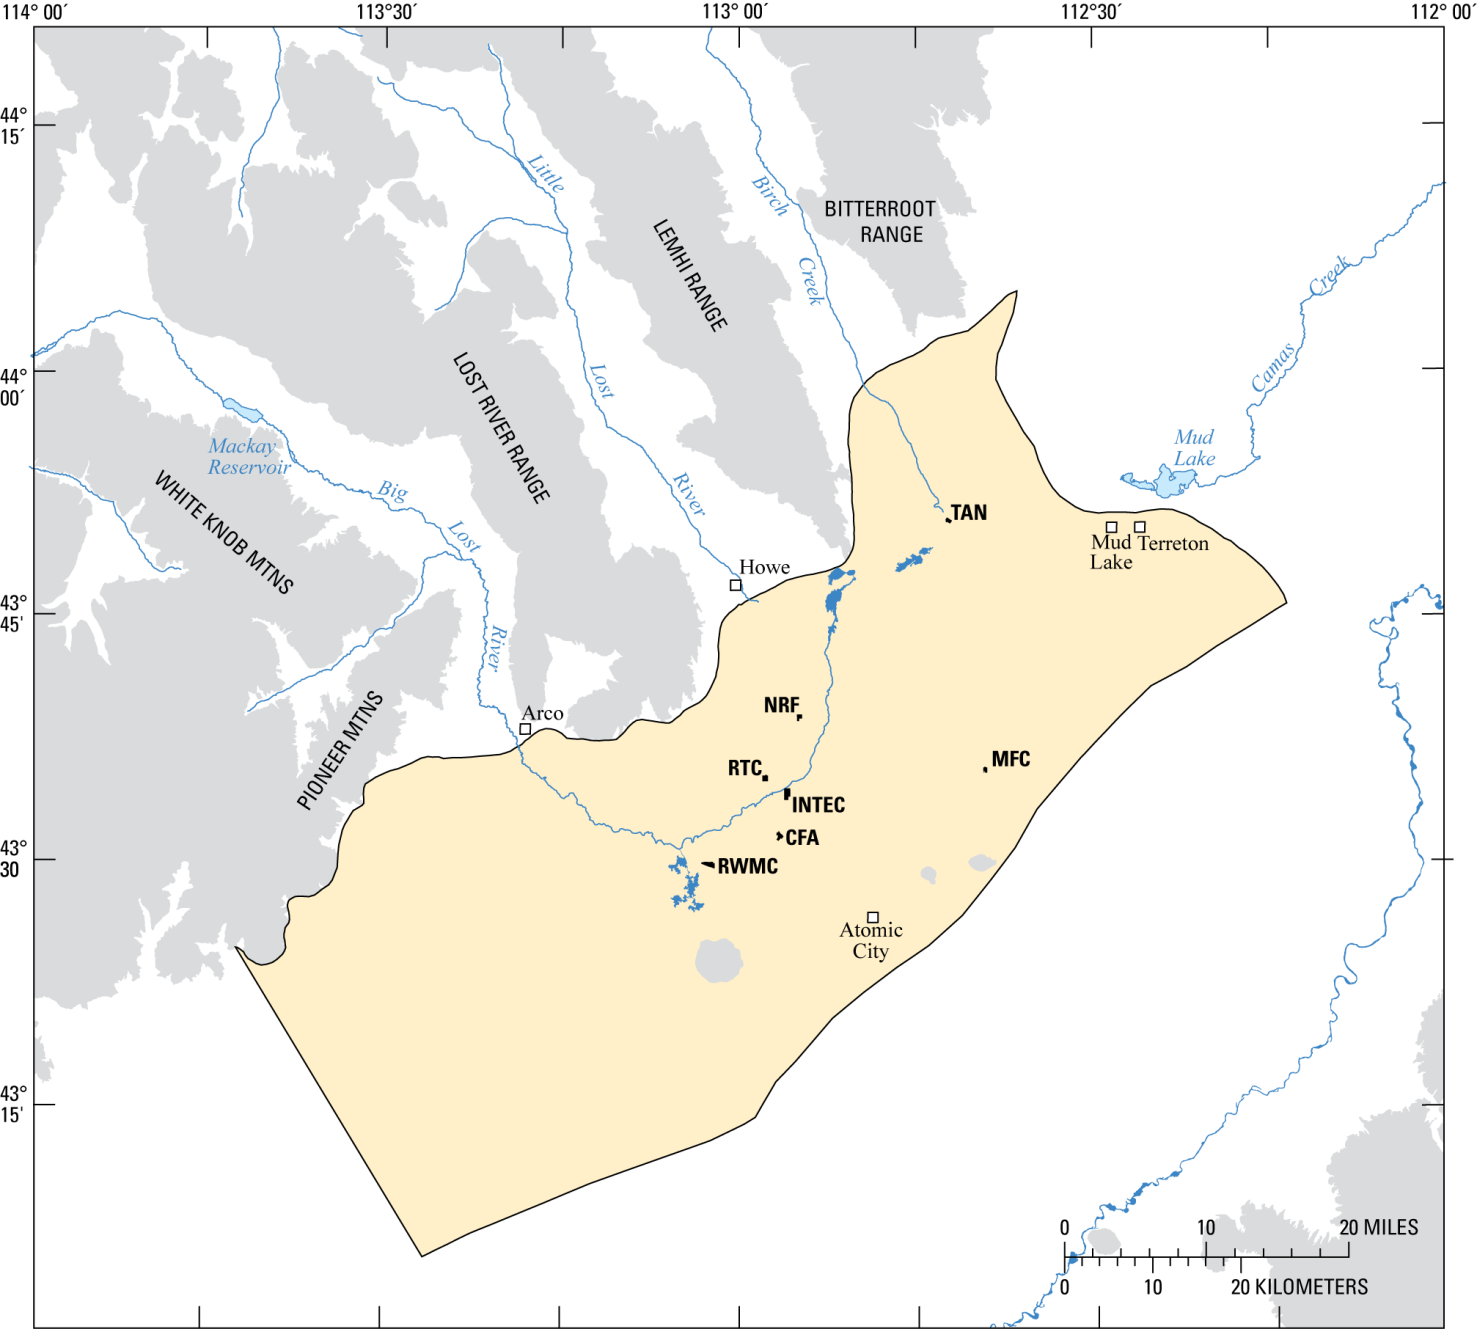 114° 00´
113°30´
113° 00´
112°30´
112° 00´
44°
15´
44°
00´
43°
45'
43°
30
43°
15'
Little
Lost
River
Birch
Creek
BITTERROOT
RANGE
LEMHI RANGE
LOST RIVER RANGE
Creek
Camas
Mud
Lake
Mackay
Reservoir
Big
Lost
River
WHITE KNOB MTNS
PIONEER MTNS
TAN
Mud
Lake
Terreton
Howe
Arco
NRF
RTC
MFC
INTEC
CFA
RWMC
Atomic
City
0 10 20 MILES
0 10 20 KILOMETERS